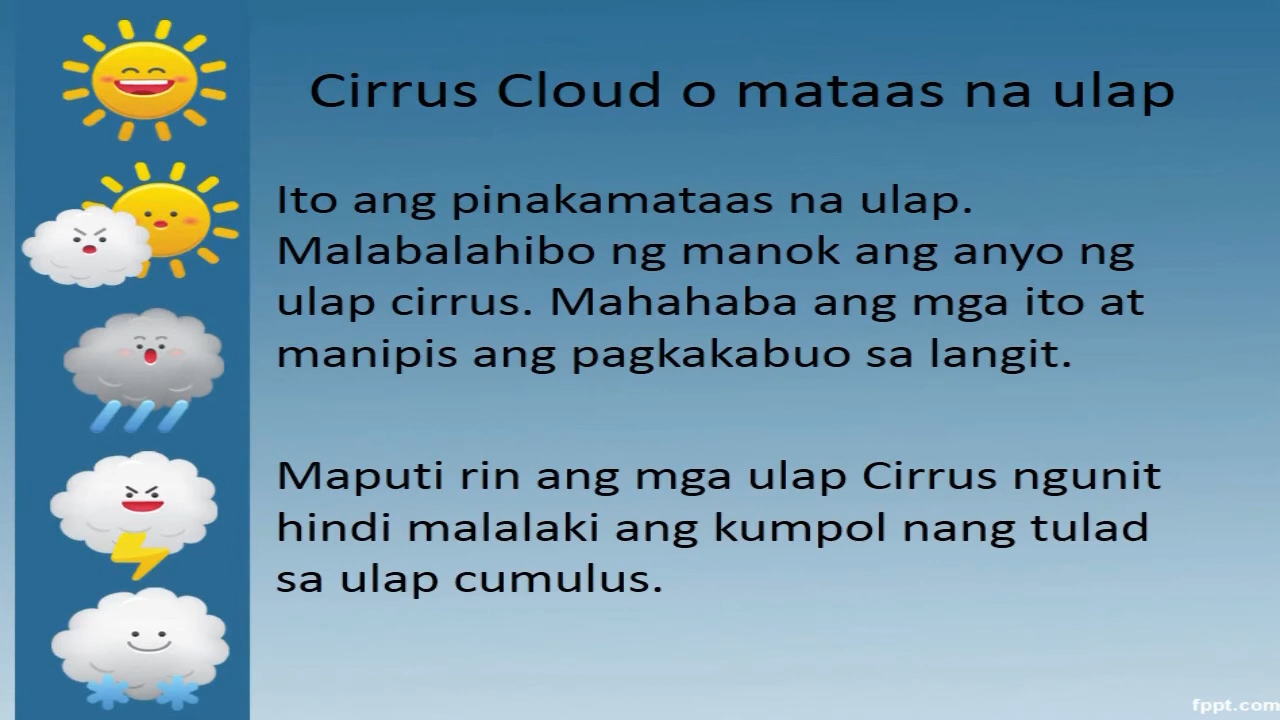 Cirrus Cloud o mataas na ulap
Ito ang pinakamataas na ulap.
Malabalahibo ng manok ang anyo ng
ulap cirrus. Mahahaba ang mga ito at
manipis ang pagkakabuo sa langit.
Maputi rin ang mga ulap Cirrus ngunit
hindi malalaki ang kumpol nang tulad
sa ulap cumulus.
fppt.com